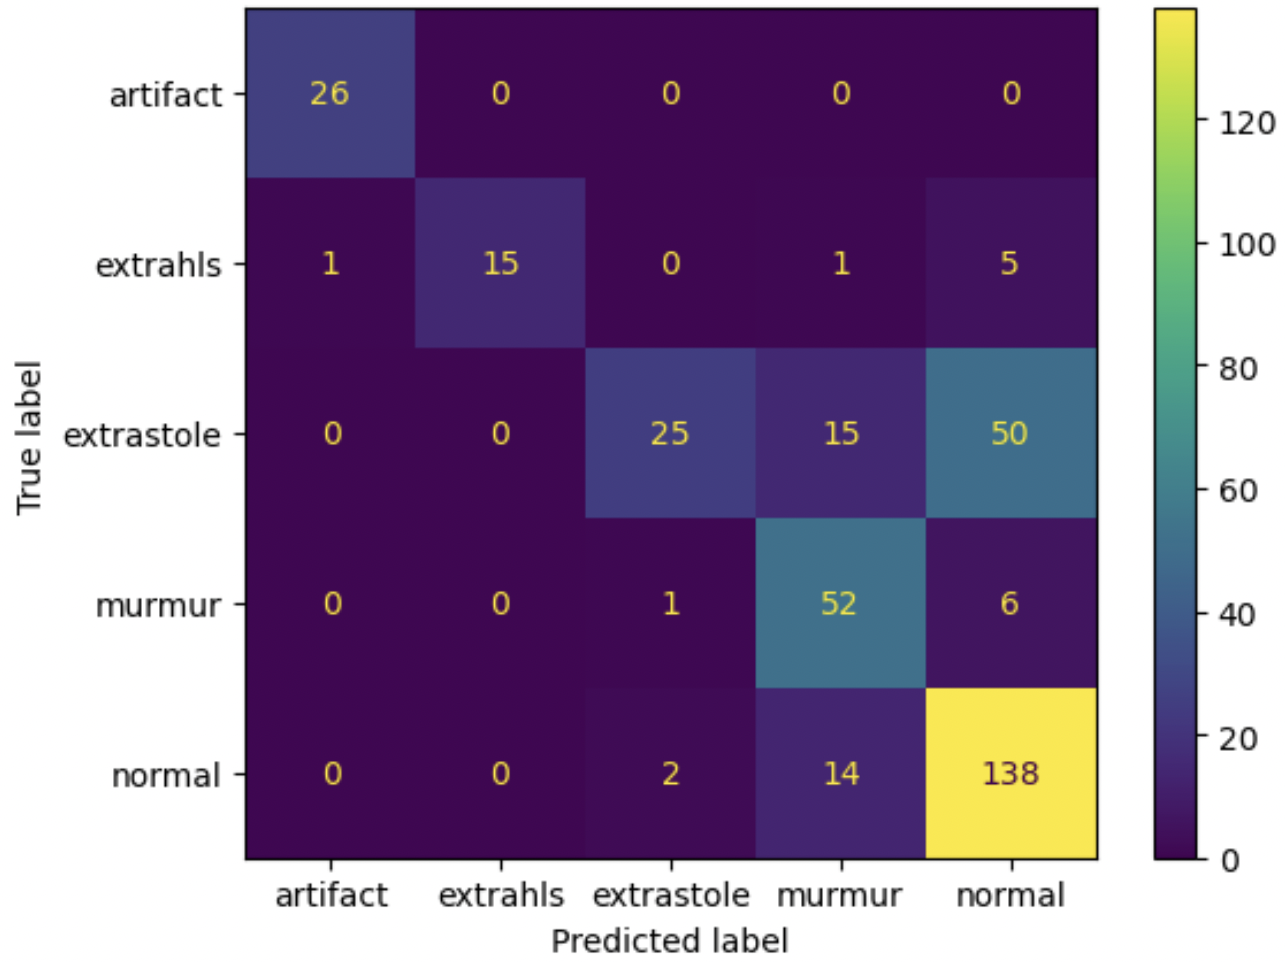 artifact 26 0 0 0 0
extrahls 1 15 0 1 5
extrastole 0 0 25 15 50
murmur 0 0 1 52 6
normal 0 0 2 14 138
artifact extrahls extrastole murmur normal
Predicted label
True label
120
100
80
60
40
20
0